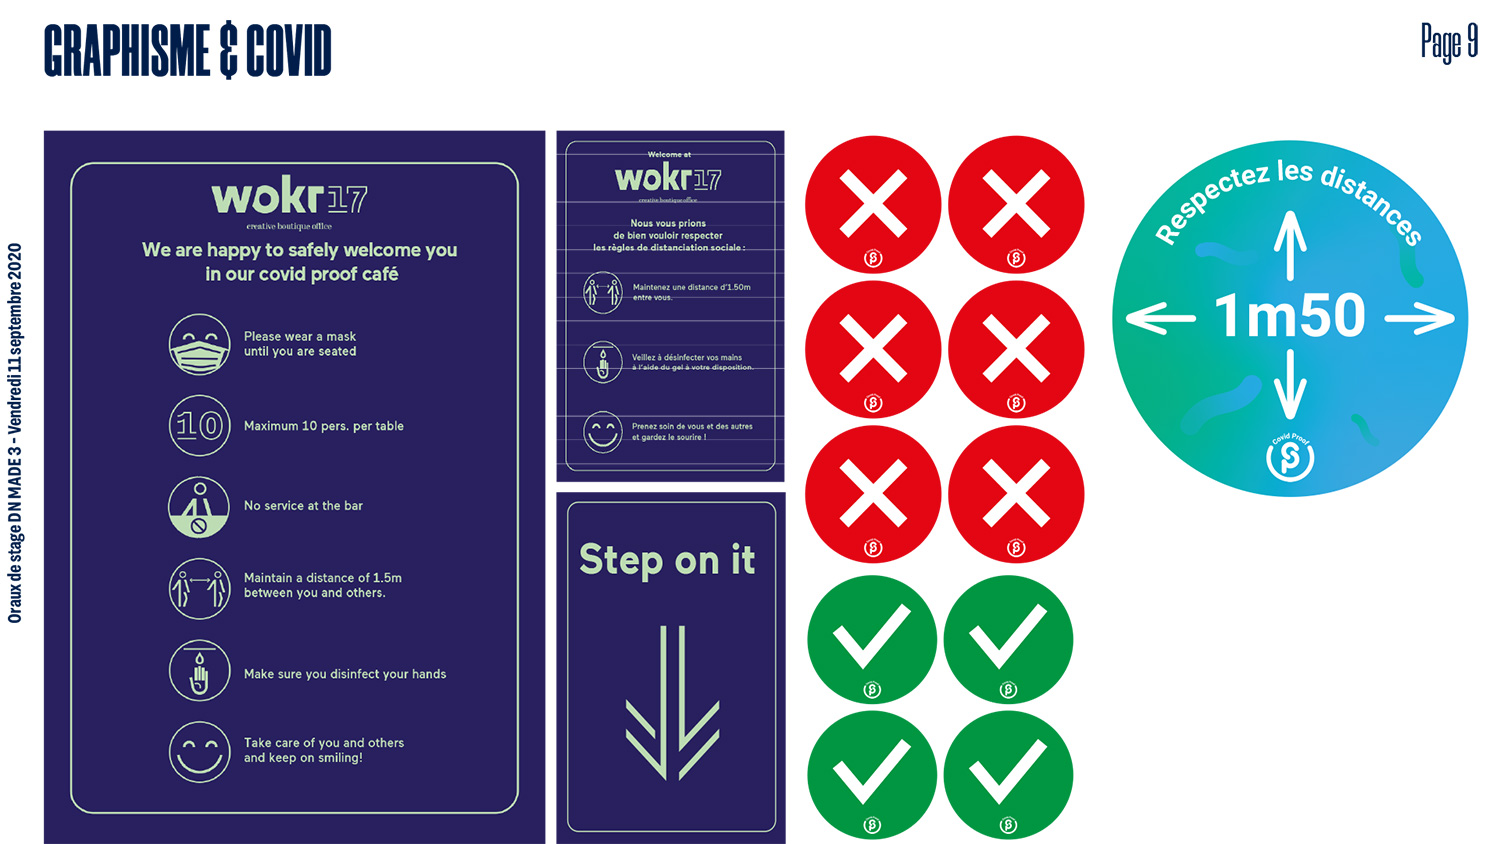 GRAPHISME & COVID
Page 9
Oraux de stage DN MADE 3 - Vendredi 11 septembre 2020
wokr17
creative boutique office
We are happy to safely welcome you
in our covid proof café
Please wear a mask
until you are seated
10
Maximum 10 pers. per table
No service at the bar
Maintain a distance of 1.5m
between you and others.
Make sure you disinfect your hands
Take care of you and others
and keep on smiling!
Welcome at
wokr17
creative boutique office
Nous vous prions
de bien vouloir respecter
les règles de distanciation sociale :
Maintenez une distance d'1.50m
entre vous.
Veillez à désinfecter vos mains
à l'aide du gel à votre disposition.
Prenez soin de vous et des autres
et gardez le sourire !
Step on it
Respectez les distances
1m50
Covid Proof